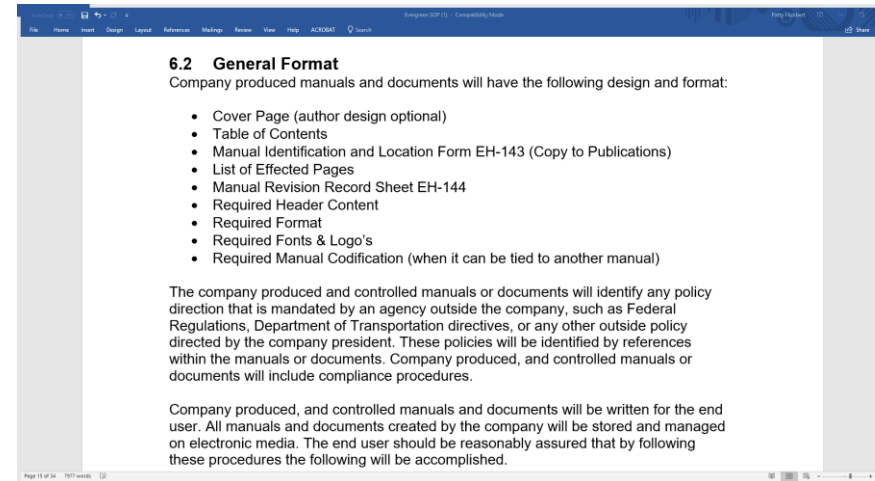 Evergreen SOP (1) - Compatibility Mode
Patty Hubbert
File Home Insert Design Layout References Mailings Review View Help ACROBAT Search
Share
6.2 General Format
Company produced manuals and documents will have the following design and format:
• Cover Page (author design optional)
• Table of Contents
• Manual Identification and Location Form EH-143 (Copy to Publications)
• List of Effected Pages
• Manual Revision Record Sheet EH-144
• Required Header Content
• Required Format
• Required Fonts & Logo's
• Required Manual Codification (when it can be tied to another manual)
The company produced and controlled manuals or documents will identify any policy
direction that is mandated by an agency outside the company, such as Federal
Regulations, Department of Transportation directives, or any other outside policy
directed by the company president. These policies will be identified by references
within the manuals or documents. Company produced, and controlled manuals or
documents will include compliance procedures.
Company produced, and controlled manuals and documents will be written for the end
user. All manuals and documents created by the company will be stored and managed
on electronic media. The end user should be reasonably assured that by following
these procedures the following will be accomplished.
Page 15 of 34 7977 words